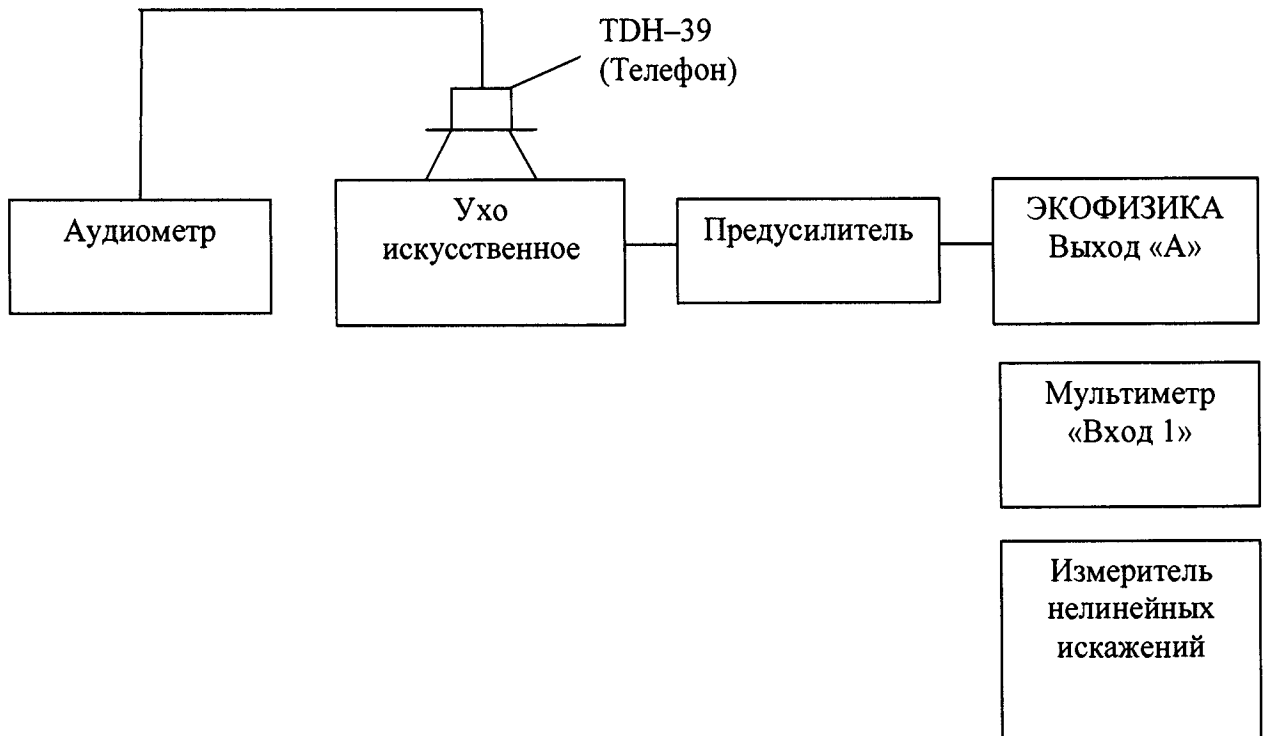 TDH–39
(Телефон)
Аудиометр
Ухо
искусственное
Предусилитель
ЭКОФИЗИКА
Выход «А»
Мультиметр
«Вход 1»
Измеритель
нелинейных
искажений